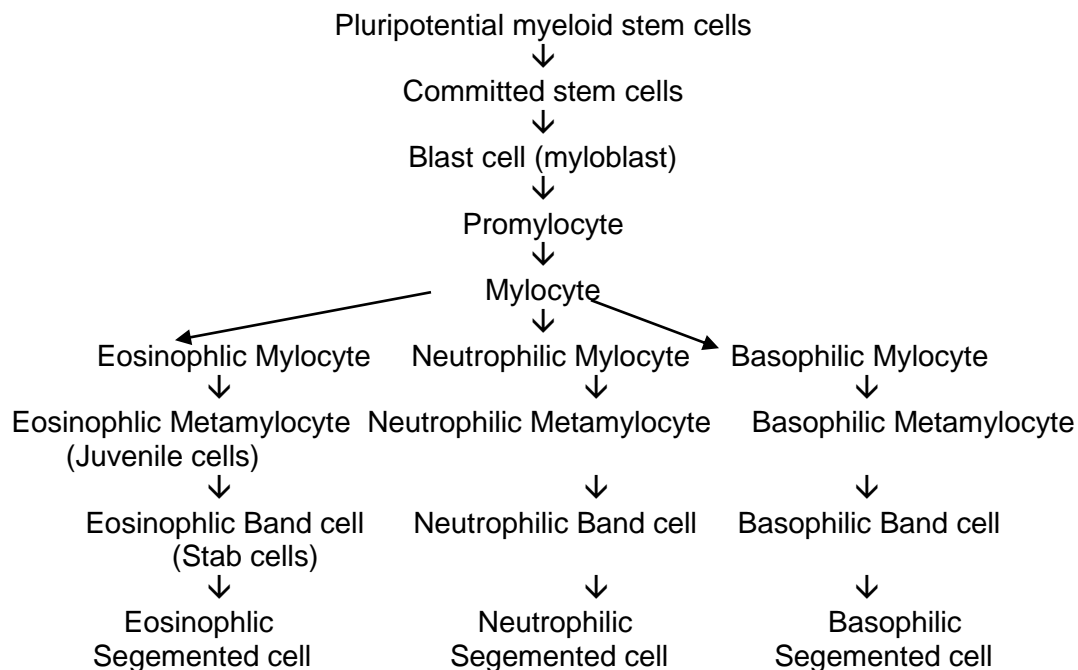 Pluripotential myeloid stem cells
↓
Committed stem cells
↓
Blast cell (myloblast)
↓
Promylocyte
↓
Mylocyte
↓
Eosinophlic Mylocyte Neutrophilic Mylocyte Basophilic Mylocyte
↓ ↓ ↓
Eosinophlic Metamylocyte Neutrophilic Metamylocyte Basophilic Metamylocyte
(Juvenile cells)
↓ ↓ ↓
Eosinophlic Band cell Neutrophilic Band cell Basophilic Band cell
(Stab cells)
↓ ↓ ↓
Eosinophlic Neutrophilic Basophilic
Segemented cell Segemented cell Segemented cell